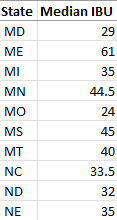 State Median IBU
MD 29
ME 61
MI 35
MN 44.5
MO 24
MS 45
MT 40
NC 33.5
ND 32
NE 35